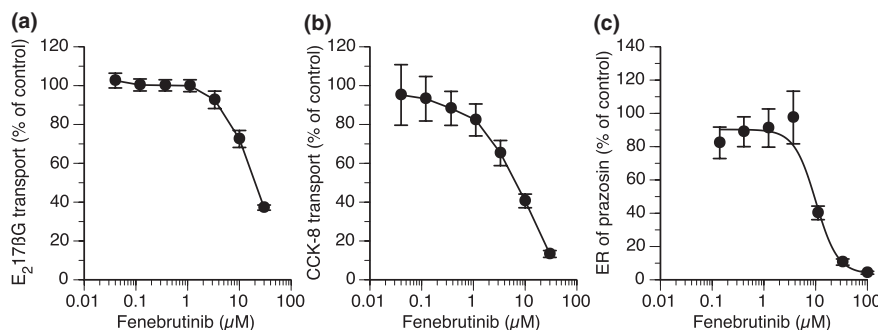 (a)
E₂17βG transport (% of control)
120
100
80
60
40
20
0
0.01 0.1 1 10 100
Fenebrutinib (µM)
(b)
CCK-8 transport (% of control)
120
100
80
60
40
20
0
0.01 0.1 1 10 100
Fenebrutinib (µM)
(c)
ER of prazosin (% of control)
140
120
100
80
60
40
20
0
0.01 0.1 1 10 100
Fenebrutinib (µM)